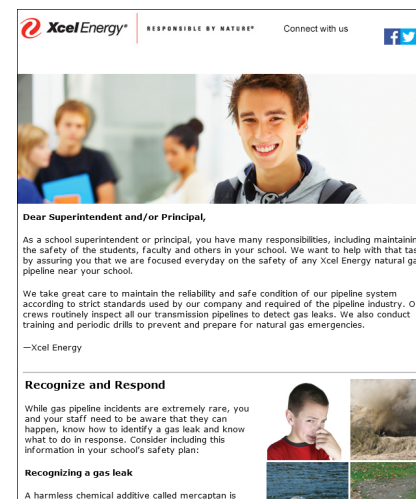 Xcel Energy®
RESPONSIBLE BY NATURE®
Connect with us
Dear Superintendent and/or Principal,
As a school superintendent or principal, you have many responsibilities, including maintainin
the safety of the students, faculty and others in your school. We want to help with that tas
by assuring you that we are focused everyday on the safety of any Xcel Energy natural ga
pipeline near your school.
We take great care to maintain the reliability and safe condition of our pipeline system
according to strict standards used by our company and required of the pipeline industry. O
crews routinely inspect all our transmission pipelines to detect gas leaks. We also conduct
training and periodic drills to prevent and prepare for natural gas emergencies.
—Xcel Energy
Recognize and Respond
While gas pipeline incidents are extremely rare, you
and your staff need to be aware that they can
happen, know how to identify a gas leak and know
what to do in response. Consider including this
information in your school's safety plan:
Recognizing a gas leak
A harmless chemical additive called mercaptan is